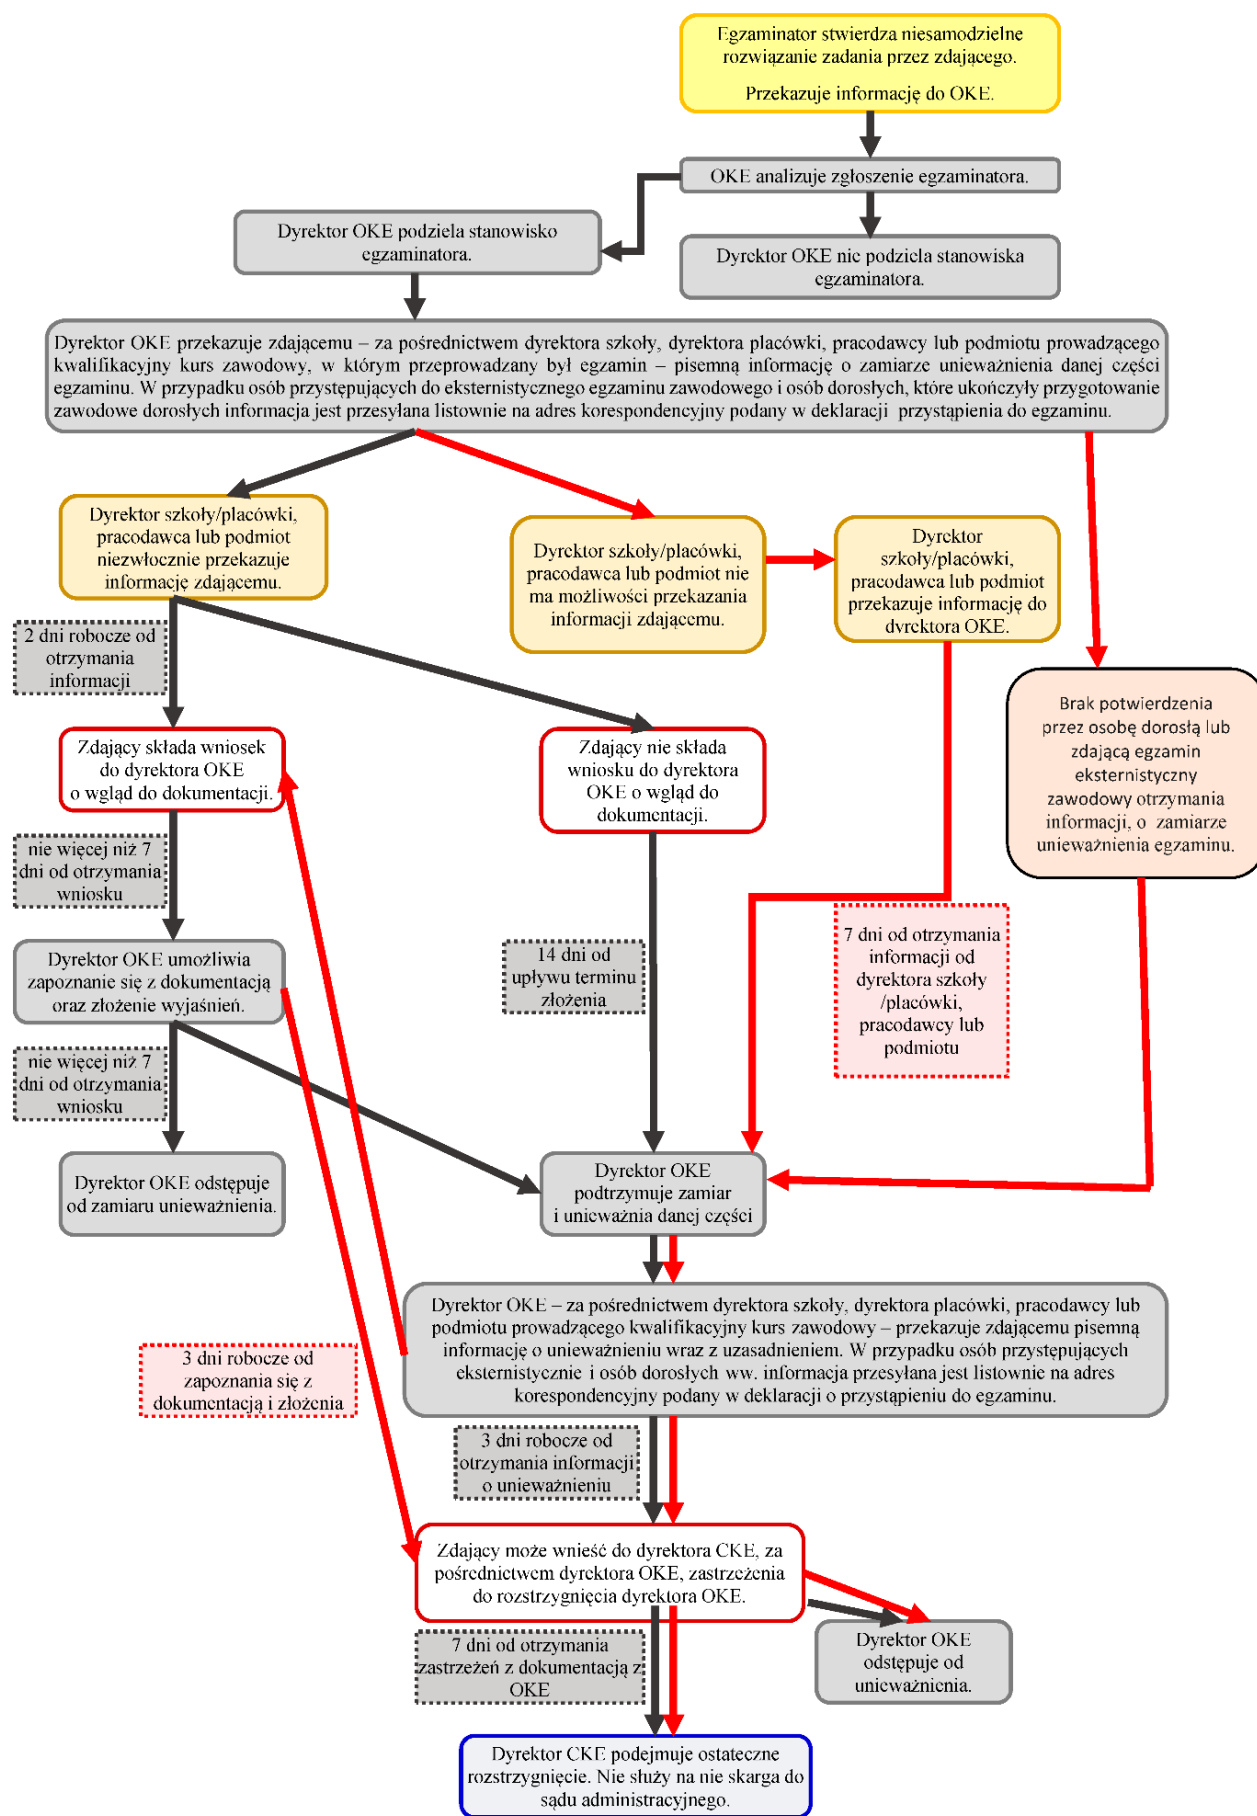 Egzaminator stwierdza niesamodzielne
rozwiązanie zadania przez zdającego.
Przekazuje informację do OKE.
OKE analizuje zgłoszenie egzaminatora.
Dyrektor OKE podziela stanowisko
egzaminatora.
Dyrektor OKE nie podziela stanowiska
egzaminatora.
Dyrektor OKE przekazuje zdającemu – za pośrednictwem dyrektora szkoły, dyrektora placówki, pracodawcy lub podmiotu prowadzącego
kwalifikacyjny kurs zawodowy, w którym przeprowadzany był egzamin – pisemną informację o zamiarze unieważnienia danej części
egzaminu. W przypadku osób przystępujących do eksternistycznego egzaminu zawodowego i osób dorosłych, które ukończyły przygotowanie
zawodowe dorosłych informacja jest przesyłana listownie na adres korespondencyjny podany w deklaracji przystąpienia do egzaminu.
Dyrektor szkoły/placówki,
pracodawca lub podmiot
niezwłocznie przekazuje
informację zdającemu.
Dyrektor szkoły/placówki,
pracodawca lub podmiot nie
ma możliwości przekazania
informacji zdającemu.
Dyrektor
szkoły/placówki,
pracodawca lub podmiot
przekazuje informację do
dyrektora OKE.
2 dni robocze od
otrzymania
informacji
Brak potwierdzenia
przez osobę dorosłą lub
zdającą egzamin
eksternistyczny
zawodowy otrzymania
informacji, o zamiarze
unieważnienia egzaminu.
Zdający składa wniosek
do dyrektora OKE
o wgląd do dokumentacji.
Zdający nie składa
wniosku do dyrektora
OKE o wgląd do
dokumentacji.
nie więcej niż 7
dni od otrzymania
wniosku
Dyrektor OKE umożliwia
zapoznanie się z dokumentacją
oraz złożenie wyjaśnień.
14 dni od
upływu terminu
złożenia
7 dni od otrzymania
informacji od
dyrektora szkoły
/placówki,
pracodawcy lub
podmiotu
nie więcej niż 7
dni od otrzymania
wniosku
Dyrektor OKE odstępuje
od zamiaru unieważnienia.
Dyrektor OKE
podtrzymuje zamiar
i unieważnia danej części
Dyrektor OKE – za pośrednictwem dyrektora szkoły, dyrektora placówki, pracodawcy lub
podmiotu prowadzącego kwalifikacyjny kurs zawodowy – przekazuje zdającemu pisemną
informację o unieważnieniu wraz z uzasadnieniem. W przypadku osób przystępujących
eksternistycznie i osób dorosłych ww. informacja przesyłana jest listownie na adres
korespondencyjny podany w deklaracji o przystąpieniu do egzaminu.
3 dni robocze od
zapoznania się z
dokumentacją i złożenia
3 dni robocze od
otrzymania informacji
o unieważnieniu
Zdający może wnieść do dyrektora CKE, za
pośrednictwem dyrektora OKE, zastrzeżenia
do rozstrzygnięcia dyrektora OKE.
7 dni od otrzymania
zastrzeżeń z dokumentacją z
OKE
Dyrektor OKE
odstępuje od
unieważnienia.
Dyrektor CKE podejmuje ostateczne
rozstrzygnięcie. Nie służy na nie skarga do
sądu administracyjnego.